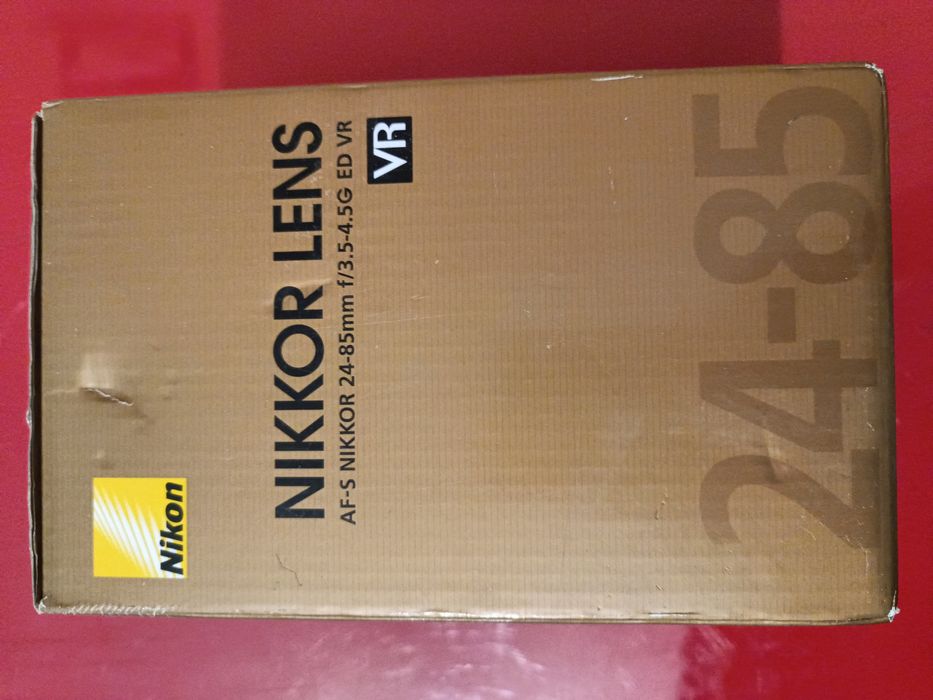 Nikon
NIKKOR LENS
AF-S NIKKOR 24-85mm f/3.5-4.5G ED VR
VR
24-85